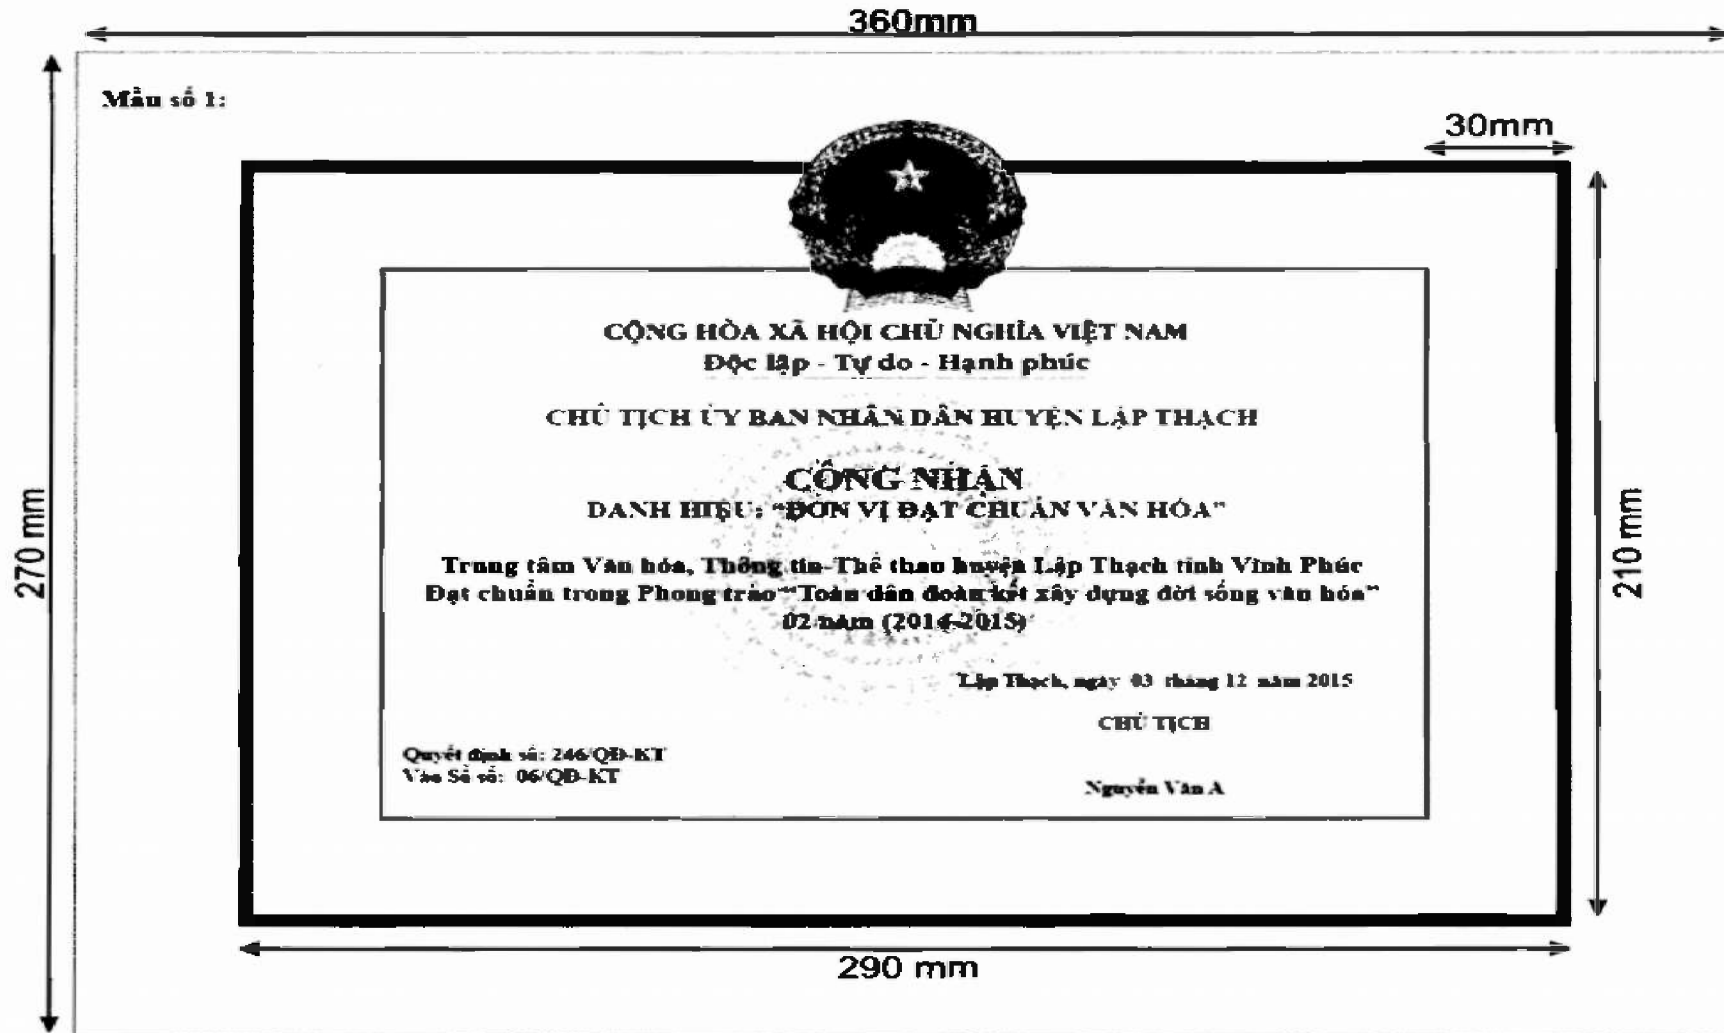 360mm
Mẫu số 1:
30mm
CỘNG HÒA XÃ HỘI CHỦ NGHĨA VIỆT NAM
Độc lập - Tự do - Hạnh phúc
CHỦ TỊCH ỦY BAN NHÂN DÂN HUYỆN LẬP THẠCH
CÔNG NHẬN
DANH HIỆU: “ĐƠN VỊ ĐẠT CHUẨN VĂN HÓA”
270 mm
210 mm
Trung tâm Văn hóa, Thông tin-Thể thao huyện Lập Thạch tỉnh Vĩnh Phúc
Đạt chuẩn trong Phong trào “Toàn dân đoàn kết xây dựng đời sống văn hóa”
02 năm (2014-2015)
Lập Thạch, ngày 03 tháng 12 năm 2015
CHỦ TỊCH
Quyết định số: 246/QĐ-KT
Vào Sổ số: 06/QĐ-KT
Nguyễn Văn A
290 mm